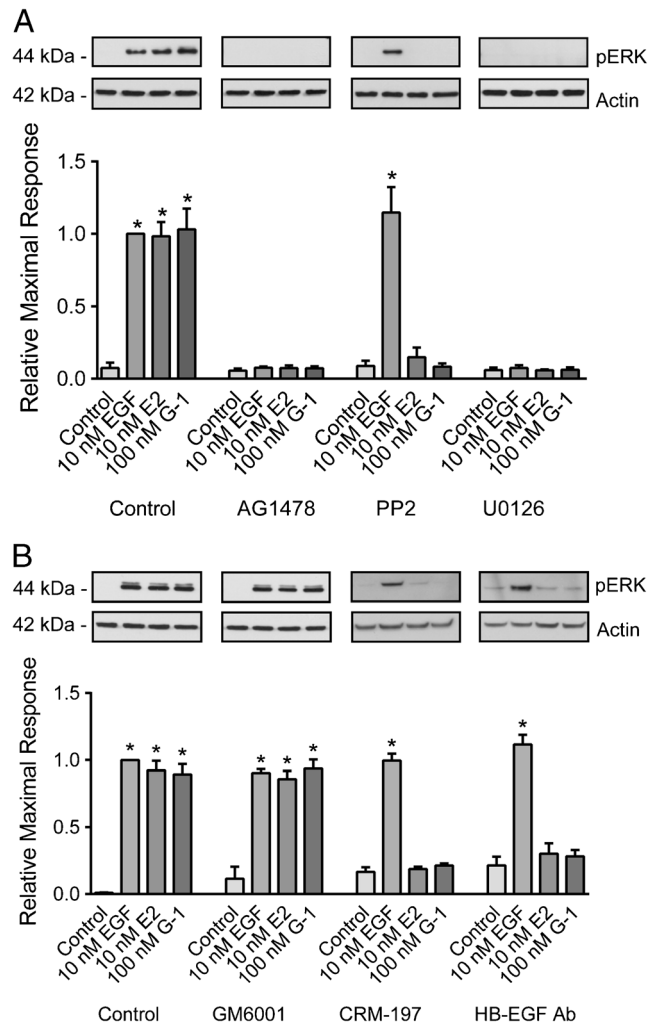 A
44 kDa - pERK
42 kDa - Actin
Relative Maximal Response
1.5
1.0
0.5
0.0
* * * *
Control 10 nM EGF 10 nM E2 100 nM G-1 Control 10 nM EGF 10 nM E2 100 nM G-1 Control 10 nM EGF 10 nM E2 100 nM G-1 Control 10 nM EGF 10 nM E2 100 nM G-1
Control AG1478 PP2 U0126
B
44 kDa - pERK
42 kDa - Actin
Relative Maximal Response
1.5
1.0
0.5
0.0
* * * * * * * *
Control 10 nM EGF 10 nM E2 100 nM G-1 Control 10 nM EGF 10 nM E2 100 nM G-1 Control 10 nM EGF 10 nM E2 100 nM G-1 Control 10 nM EGF 10 nM E2 100 nM G-1
Control GM6001 CRM-197 HB-EGF Ab